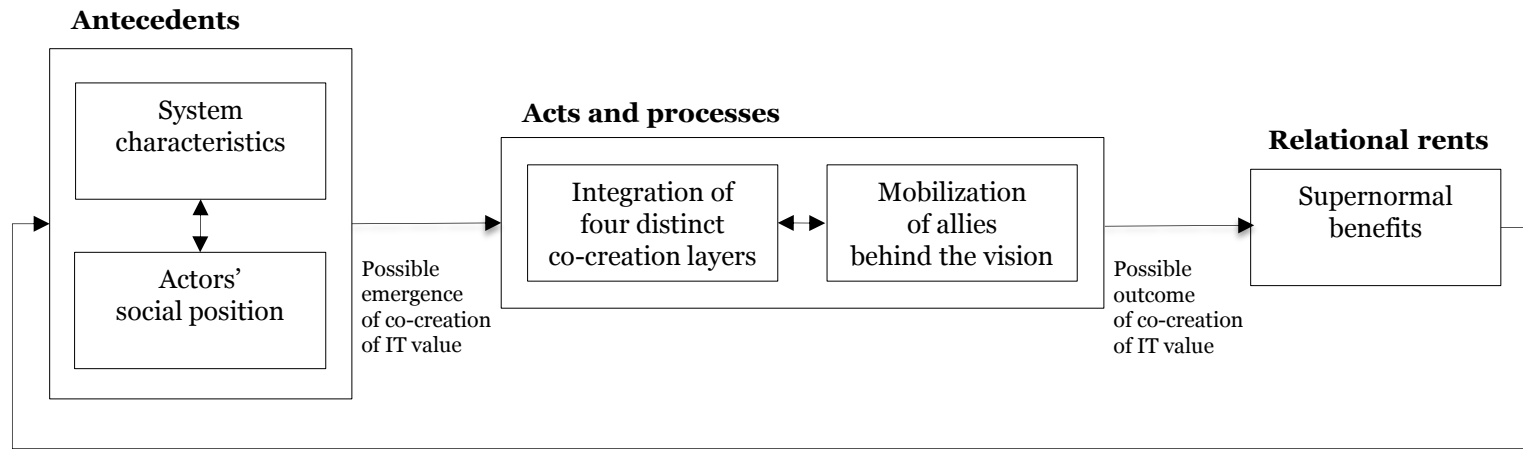 Antecedents
System
characteristics
Actors’
social position
Possible
emergence
of co-creation
of IT value
Acts and processes
Integration of
four distinct
co-creation layers
Mobilization
of allies
behind the vision
Possible
outcome
of co-creation
of IT value
Relational rents
Supernormal
benefits